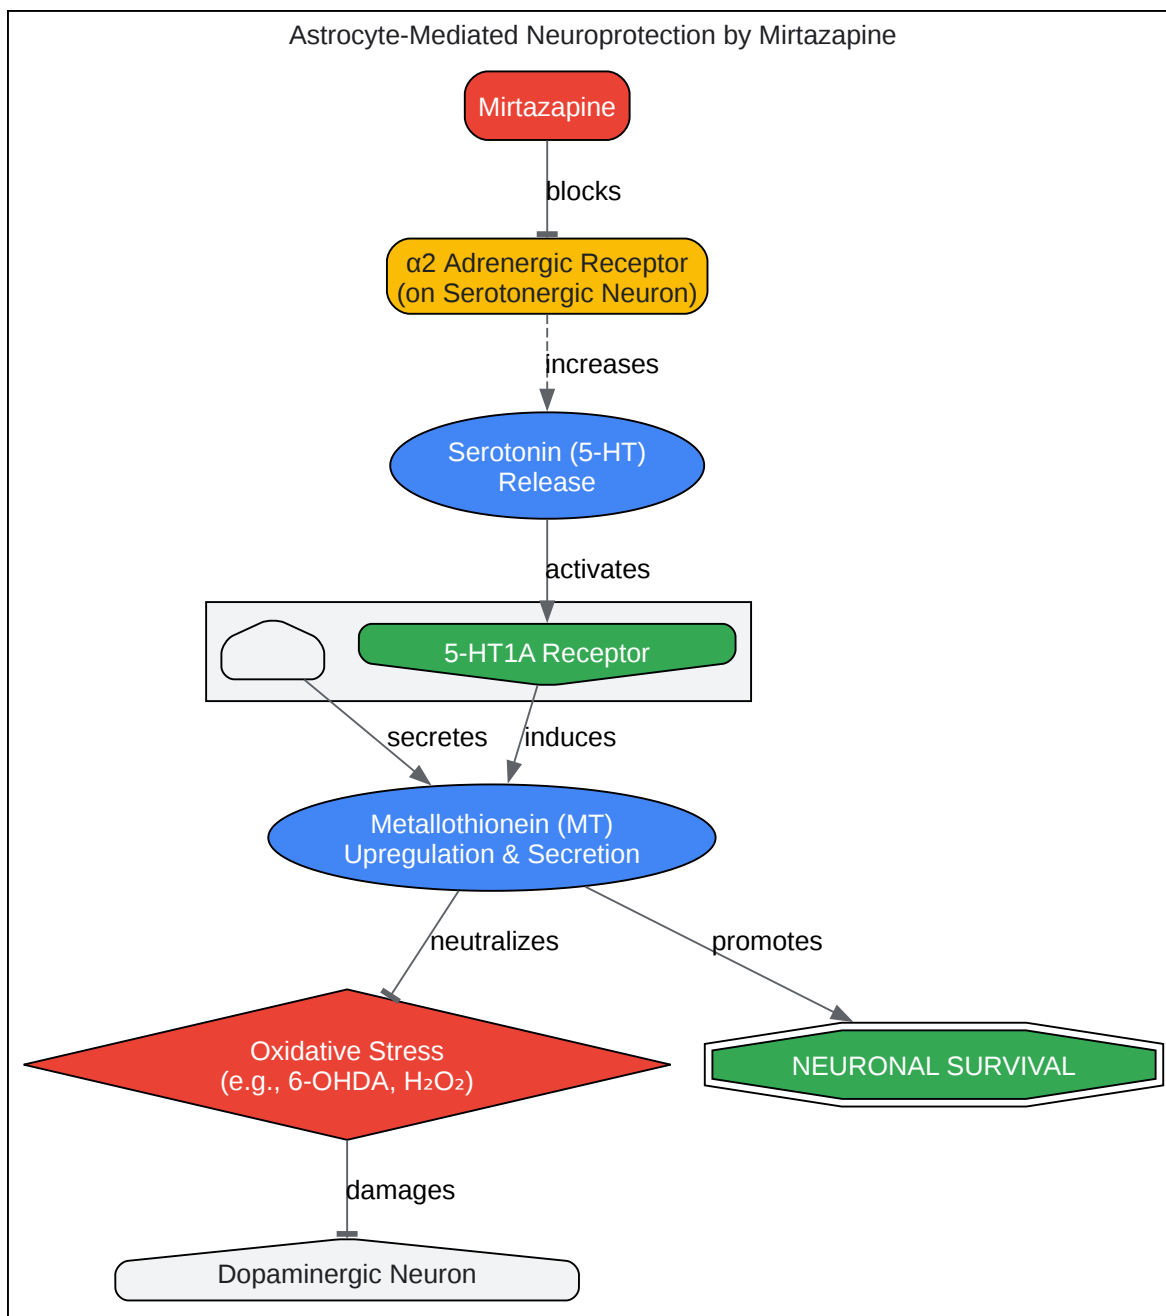 Astrocyte-Mediated Neuroprotection by Mirtazapine
Mirtazapine
blocks
α2 Adrenergic Receptor
(on Serotonergic Neuron)
increases
Serotonin (5-HT)
Release
activates
5-HT1A Receptor
secretes
induces
Metallothionein (MT)
Upregulation & Secretion
neutralizes
promotes
Oxidative Stress
(e.g., 6-OHDA, H₂O₂)
NEURONAL SURVIVAL
damages
Dopaminergic Neuron